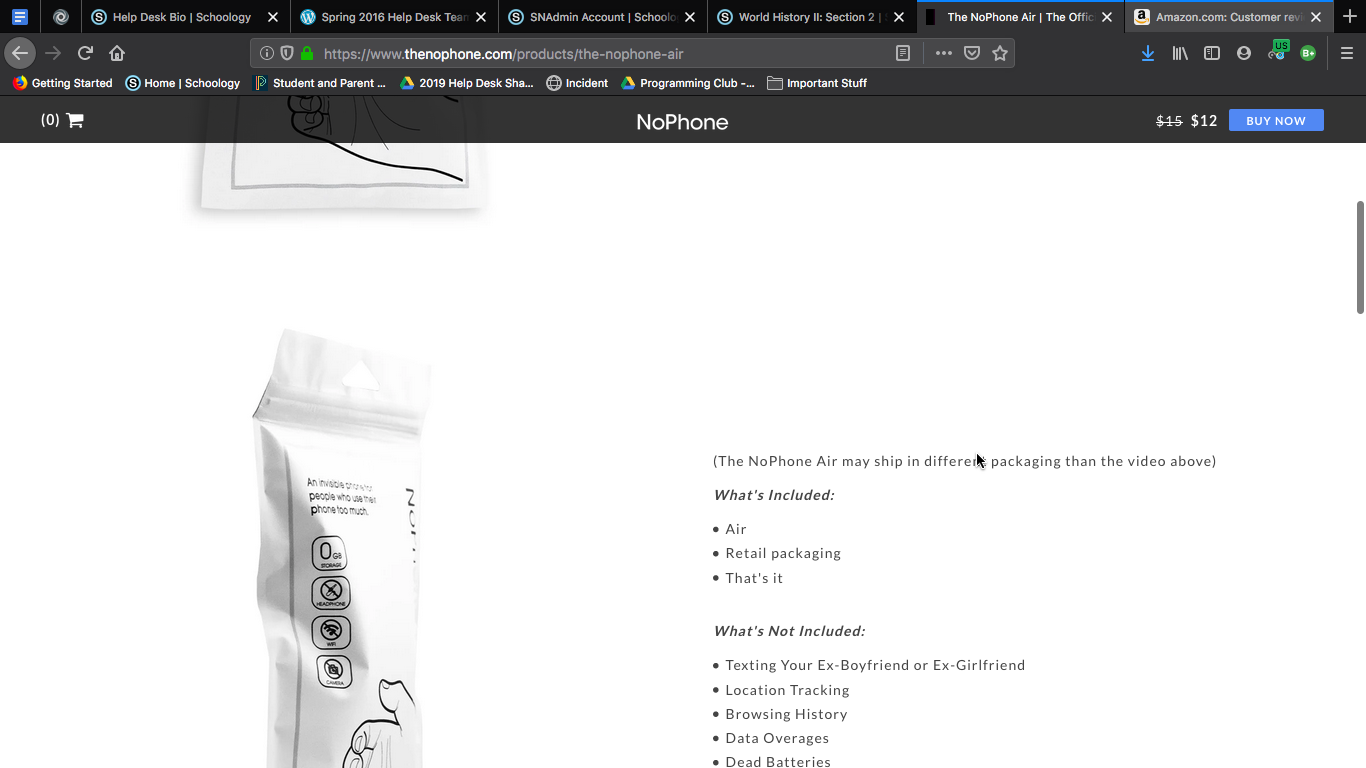 Help Desk Bio | Schoology
Spring 2016 Help Desk Tean
SNAdmin Account | Schoolo
World History II: Section 2 |
The NoPhone Air | The Offic
Amazon.com: Customer revi
https://www.thenophone.com/products/the-nophone-air
US
B+
Getting Started
Home | Schoology
Student and Parent ...
2019 Help Desk Sha...
Incident
Programming Club -...
Important Stuff
(0)
NoPhone
$15 $12
BUY NOW
An invisible phone for
people who use their
phone too much.
0 GB
STORAGE
HEADPHONE
WIFI
CAMERA
(The NoPhone Air may ship in different packaging than the video above)
What's Included:
• Air
• Retail packaging
• That's it
What's Not Included:
• Texting Your Ex-Boyfriend or Ex-Girlfriend
• Location Tracking
• Browsing History
• Data Overages
• Dead Batteries